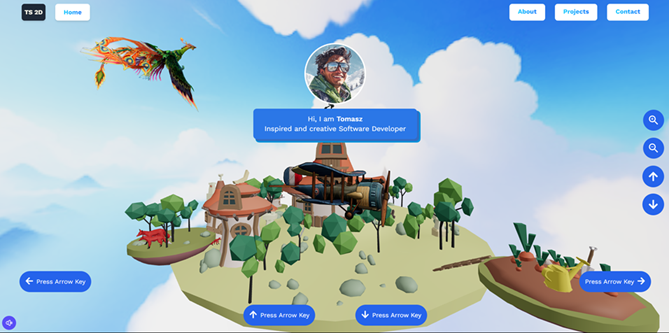 TS 2D
Home
About
Projects
Contact
Hi, I am Tomasz
Inspired and creative Software Developer
Press Arrow Key
Press Arrow Key
Press Arrow Key
Press Arrow Key